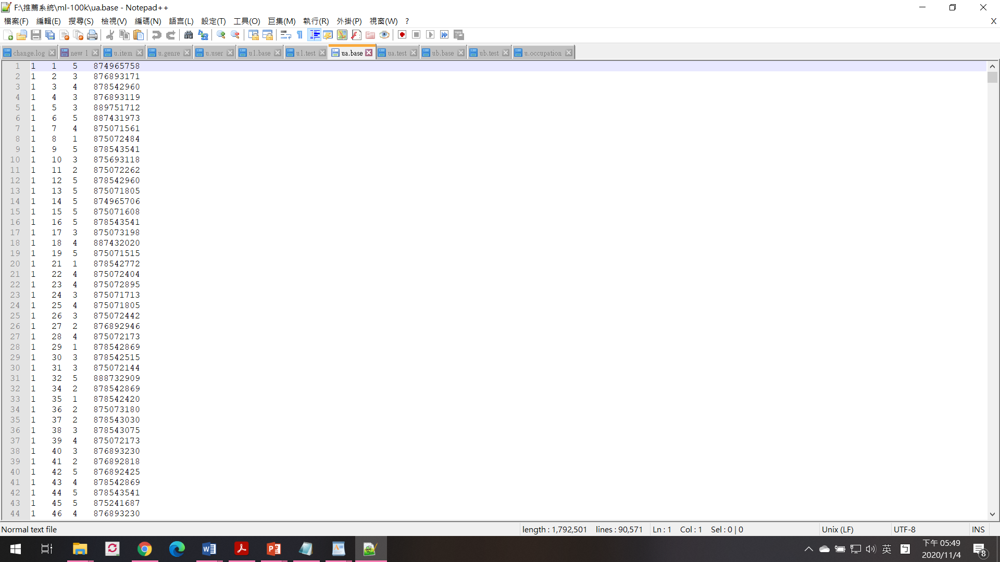 F:\推薦系統\ml-100k\ua.base - Notepad++
檔案(F) 編輯(E) 搜尋(S) 檢視(V) 編碼(N) 語言(L) 設定(T) 工具(O) 巨集(M) 執行(R) 外掛(P) 視窗(W) ? X
change.log new 1 u.item u.genre u.user u1.base u1.test ua.base ua.test ub.base ub.test u.occupation
1 1 1 5 874965758
2 1 2 3 876893171
3 1 3 4 878542960
4 1 4 3 876893119
5 1 5 3 889751712
6 1 6 5 887431973
7 1 7 4 875071561
8 1 8 1 875072484
9 1 9 5 878543541
10 1 10 3 875693118
11 1 11 2 875072262
12 1 12 5 878542960
13 1 13 5 875071805
14 1 14 5 874965706
15 1 15 5 875071608
16 1 16 5 878543541
17 1 17 3 875073198
18 1 18 4 887432020
19 1 19 5 875071515
20 1 21 1 878542772
21 1 22 4 875072404
22 1 23 4 875072895
23 1 24 3 875071713
24 1 25 4 875071805
25 1 26 3 875072442
26 1 27 2 876892946
27 1 28 4 875072173
28 1 29 1 878542869
29 1 30 3 878542515
30 1 31 3 875072144
31 1 32 5 888732909
32 1 34 2 878542869
33 1 35 1 878542420
34 1 36 2 875073180
35 1 37 2 878543030
36 1 38 3 878543075
37 1 39 4 875072173
38 1 40 3 876893230
39 1 41 2 876892818
40 1 42 5 876892425
41 1 43 4 878542869
42 1 44 5 878543541
43 1 45 5 875241687
44 1 46 4 876893230
Normal text file length : 1,792,501 lines : 90,571 Ln : 1 Col : 1 Sel : 0 | 0 Unix (LF) UTF-8 INS
英 下午 05:49
2020/11/4 8